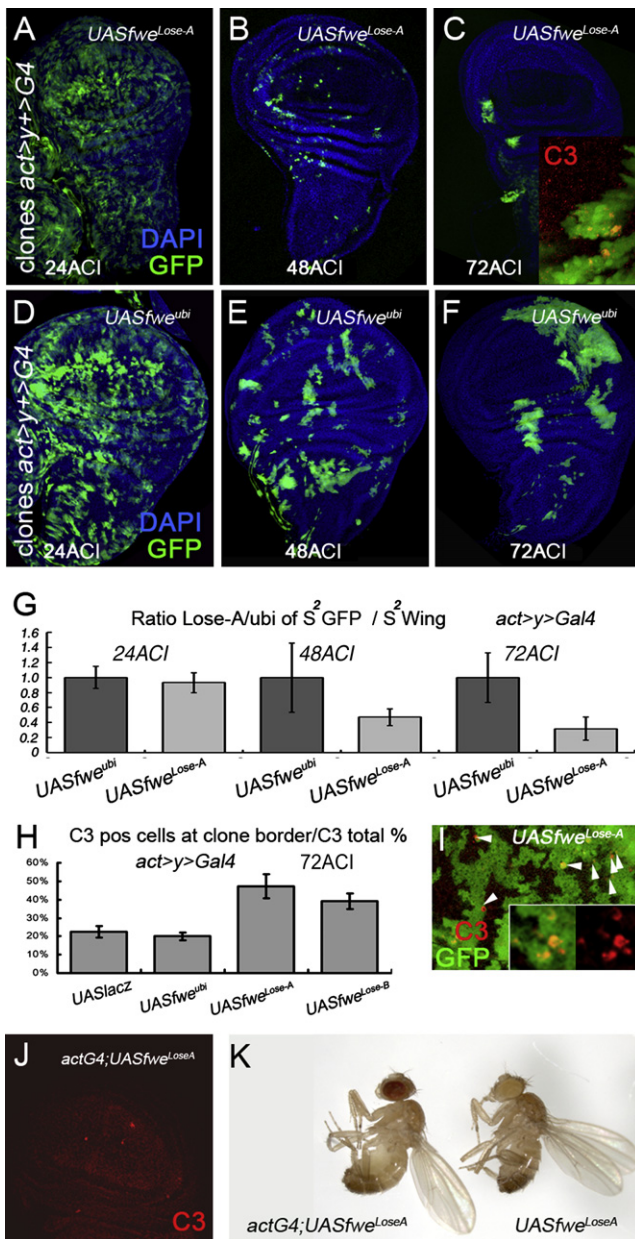 A
UASfwe^Lose-A
B
UASfwe^Lose-A
C
UASfwe^Lose-A
clones act>y+>G4
C3
DAPI
GFP
24ACI
48ACI
72ACI
D
UASfwe^ubi
E
UASfwe^ubi
F
UASfwe^ubi
clones act>y+>G4
DAPI
GFP
24ACI
48ACI
72ACI
G
Ratio Lose-A/ubi of S²GFP / S²Wing act>y>Gal4
1.6
1.4
1.2
1.0
0.8
0.6
0.4
0.2
0
24ACI
48ACI
72ACI
UASfwe^ubi
UASfwe^Lose-A
UASfwe^ubi
UASfwe^Lose-A
UASfwe^ubi
UASfwe^Lose-A
H
C3 pos cells at clone border/C3 total %
act>y>Gal4 72ACI
60%
50%
40%
30%
20%
10%
0%
UASlacz
UASfwe^ubi
UASfwe^Lose-A
UASfwe^Lose-B
I
UASfwe^Lose-A
C3
GFP
J
actG4;UASfwe^LoseA
C3
K
actG4;UASfwe^LoseA
UASfwe^LoseA